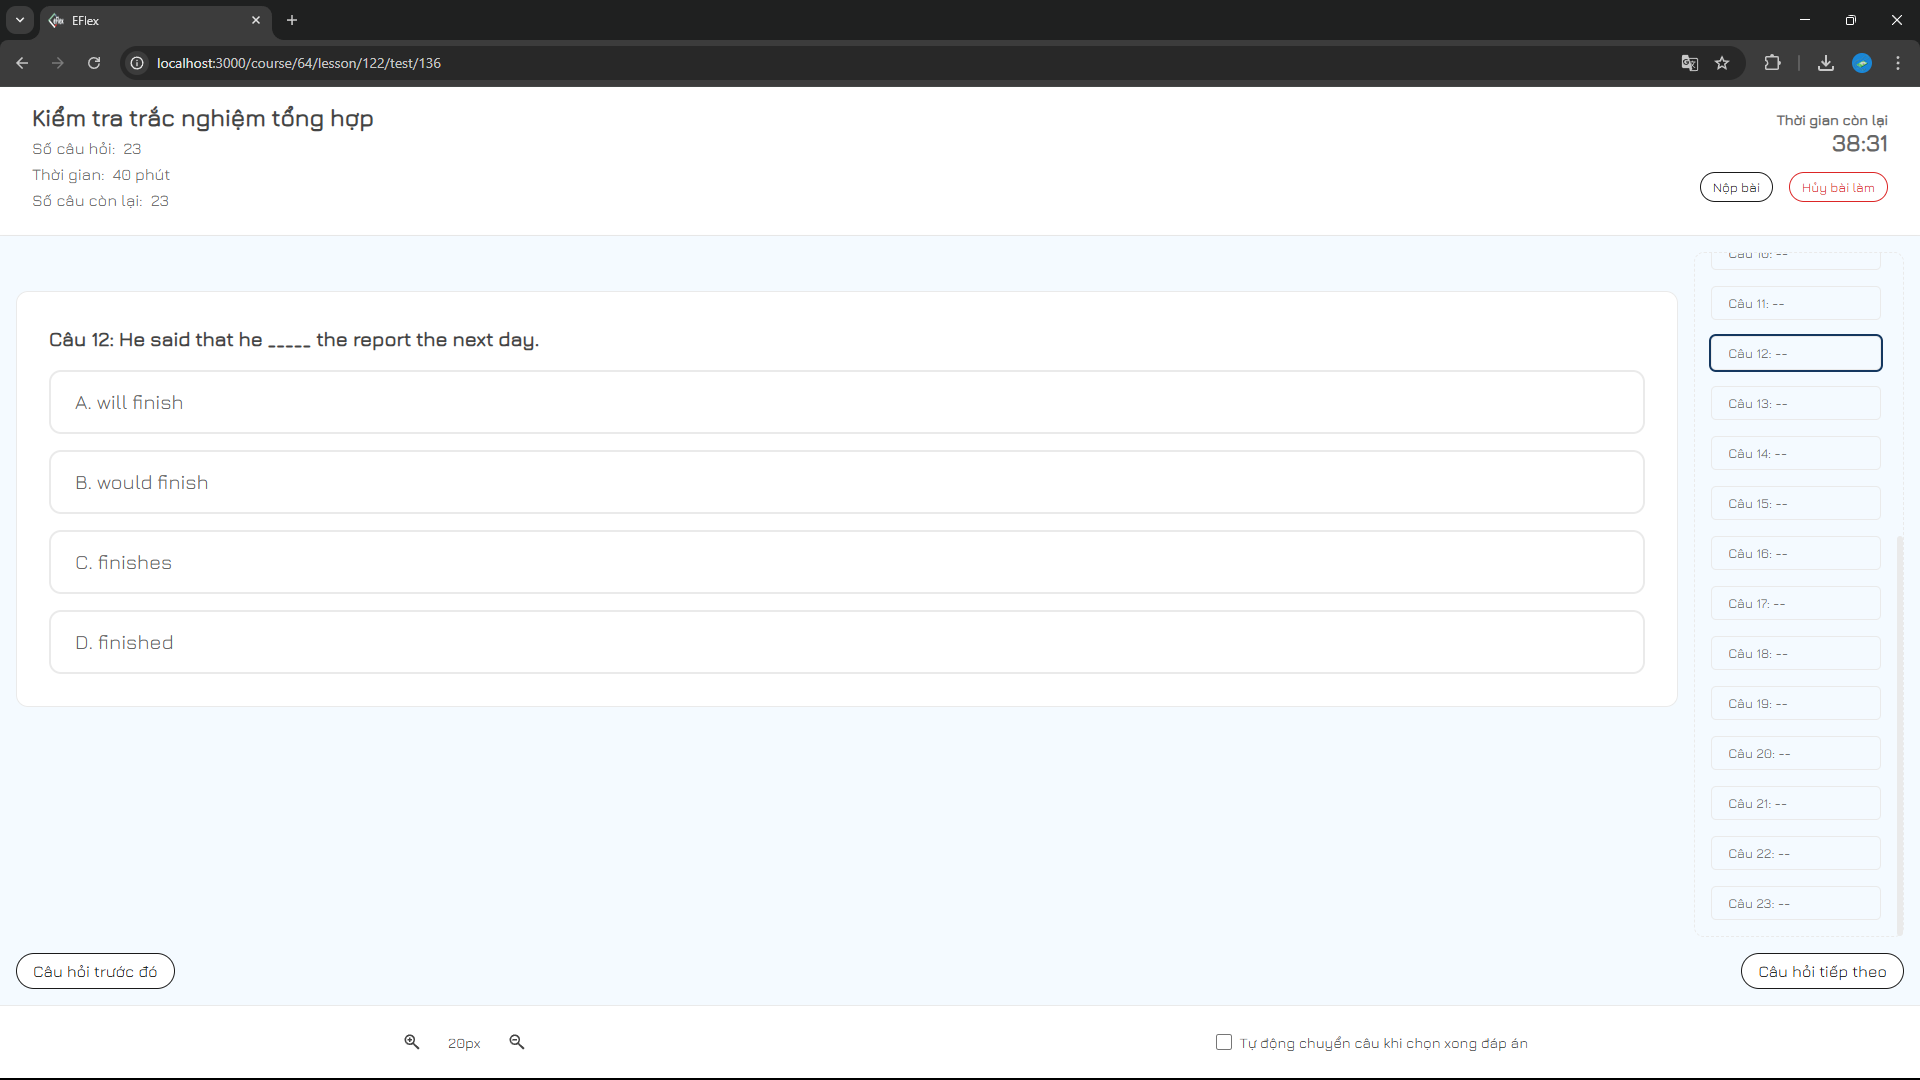 EFlex
localhost:3000/course/64/lesson/122/test/136
Kiểm tra trắc nghiệm tổng hợp
Số câu hỏi: 23
Thời gian: 40 phút
Số câu còn lại: 23
Thời gian còn lại
38:31
Nộp bài
Hủy bài làm
Câu 12: He said that he _____ the report the next day.
A. will finish
B. would finish
C. finishes
D. finished
Câu 10: --
Câu 11: --
Câu 12: --
Câu 13: --
Câu 14: --
Câu 15: --
Câu 16: --
Câu 17: --
Câu 18: --
Câu 19: --
Câu 20: --
Câu 21: --
Câu 22: --
Câu 23: --
Câu hỏi trước đó
Câu hỏi tiếp theo
20px
Tự động chuyển câu khi chọn xong đáp án